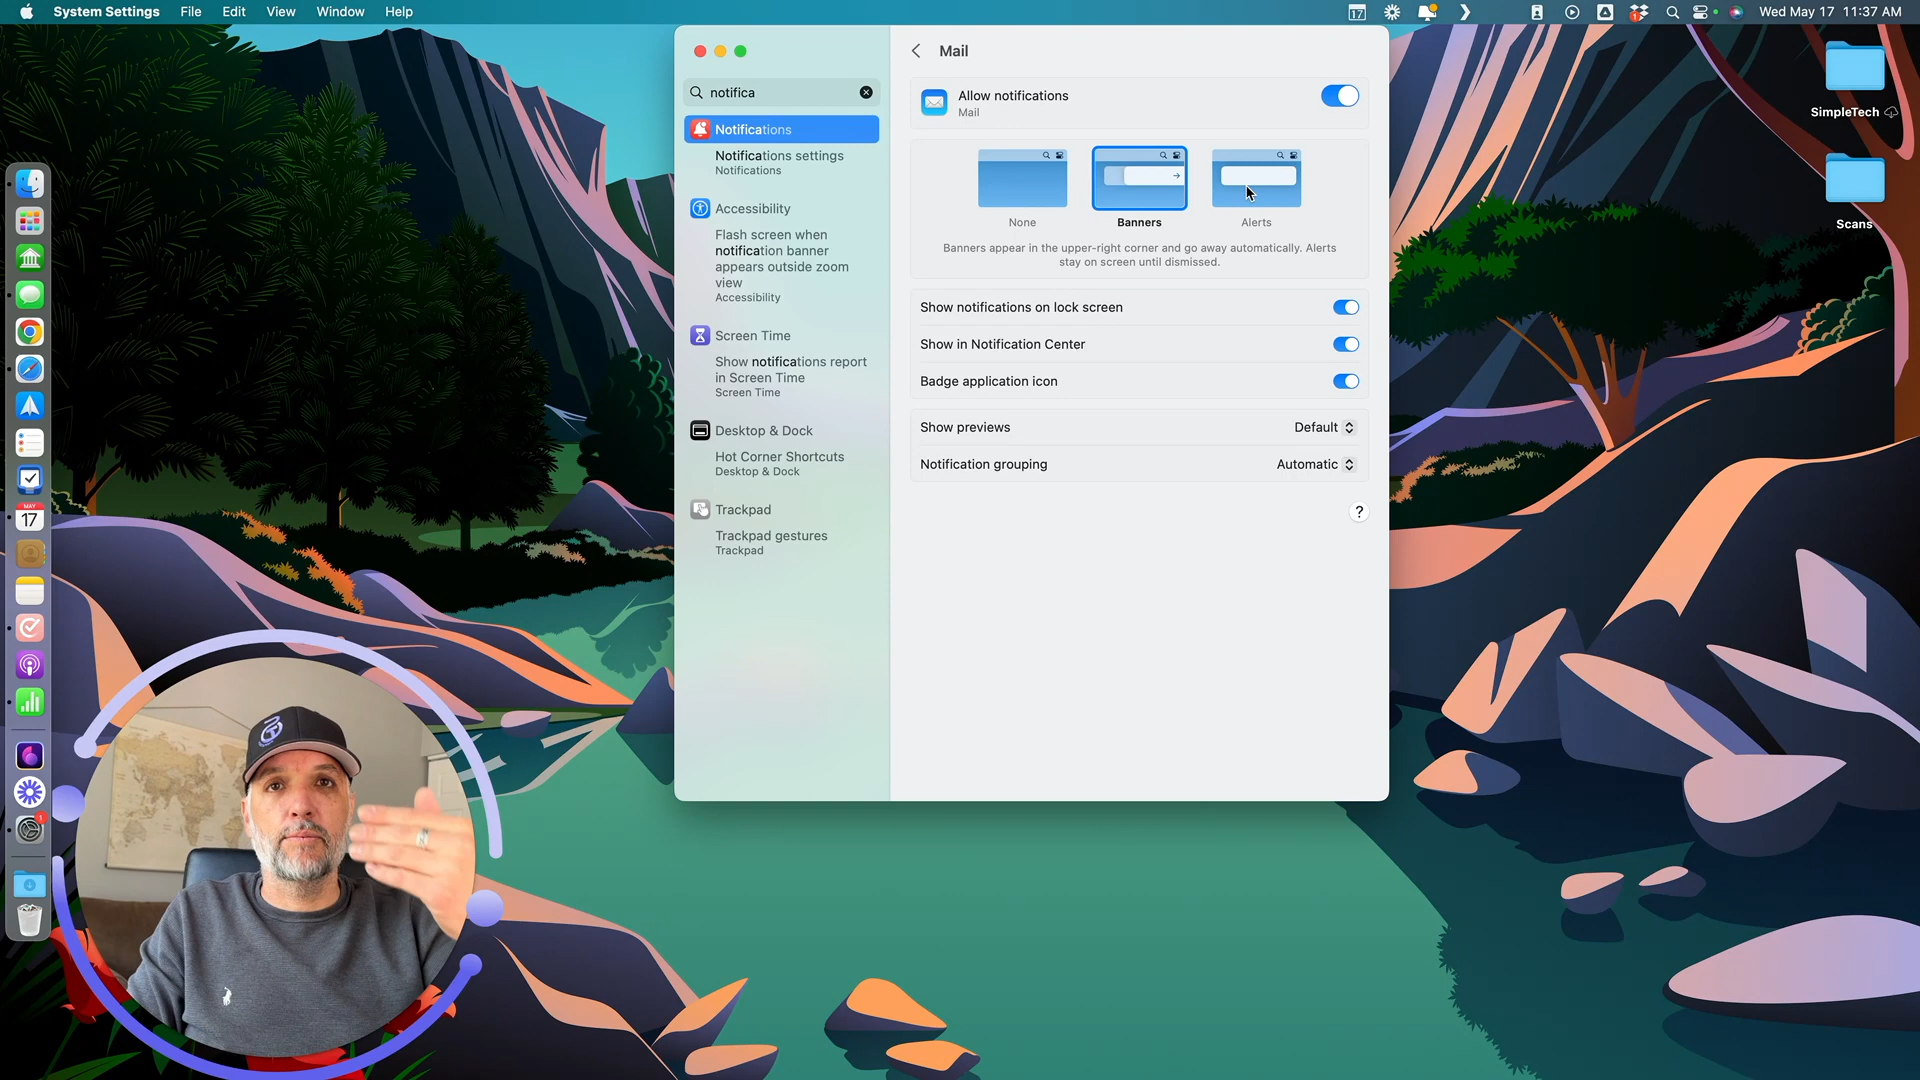 System Settings File Edit View Window Help
17
1
Wed May 17 11:37 AM
SimpleTech
Scans
notifica
Notifications
Notifications settings
Notifications
Accessibility
Flash screen when
notification banner
appears outside zoom
view
Accessibility
Screen Time
Show notifications report
in Screen Time
Screen Time
Desktop & Dock
Hot Corner Shortcuts
Desktop & Dock
Trackpad
Trackpad gestures
Trackpad
Mail
Allow notifications
Mail
None
Banners
Alerts
Banners appear in the upper-right corner and go away automatically. Alerts
stay on screen until dismissed.
Show notifications on lock screen
Show in Notification Center
Badge application icon
Show previews Default
Notification grouping Automatic
?
MAY
17
1